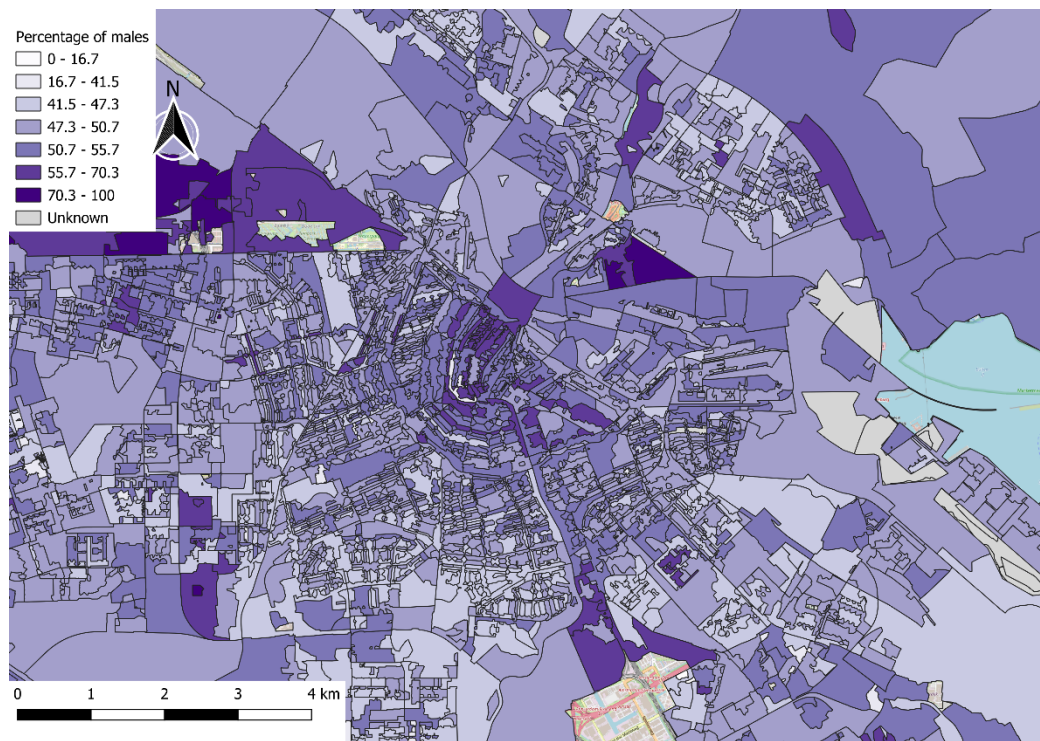 Percentage of males
0 - 16.7
16.7 - 41.5
41.5 - 47.3
47.3 - 50.7
50.7 - 55.7
55.7 - 70.3
70.3 - 100
Unknown
N
0 1 2 3 4 km